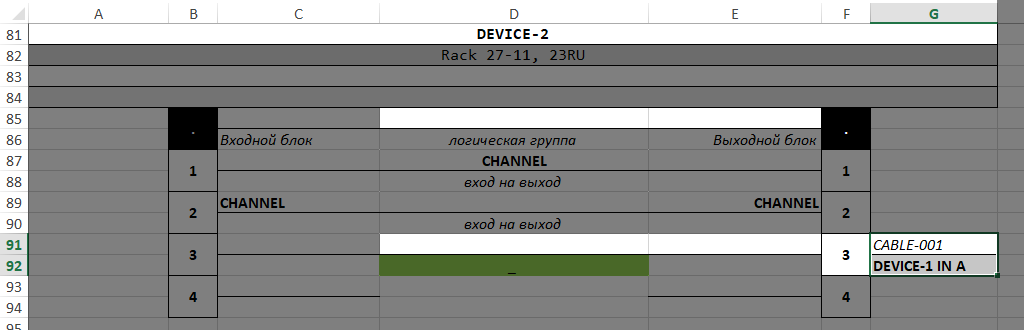 A B C D E F G
81 DEVICE-2
82 Rack 27-11, 23RU
83
84
85 . .
86 Входной блок логическая группа Выходной блок
87 1 CHANNEL 1
88 вход на выход
89 2 CHANNEL CHANNEL 2
90 вход на выход
91 3 3 CABLE-001
92 _ DEVICE-1 IN A
93 4 4
94
95